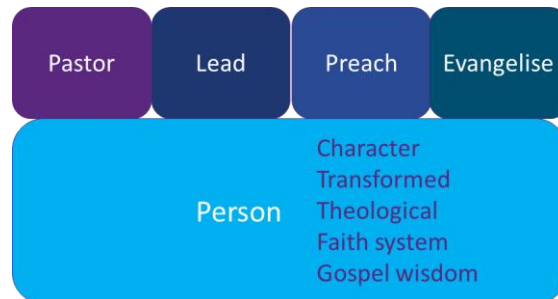 Pastor
Lead
Preach
Evangelise
Person
Character
Transformed
Theological
Faith system
Gospel wisdom